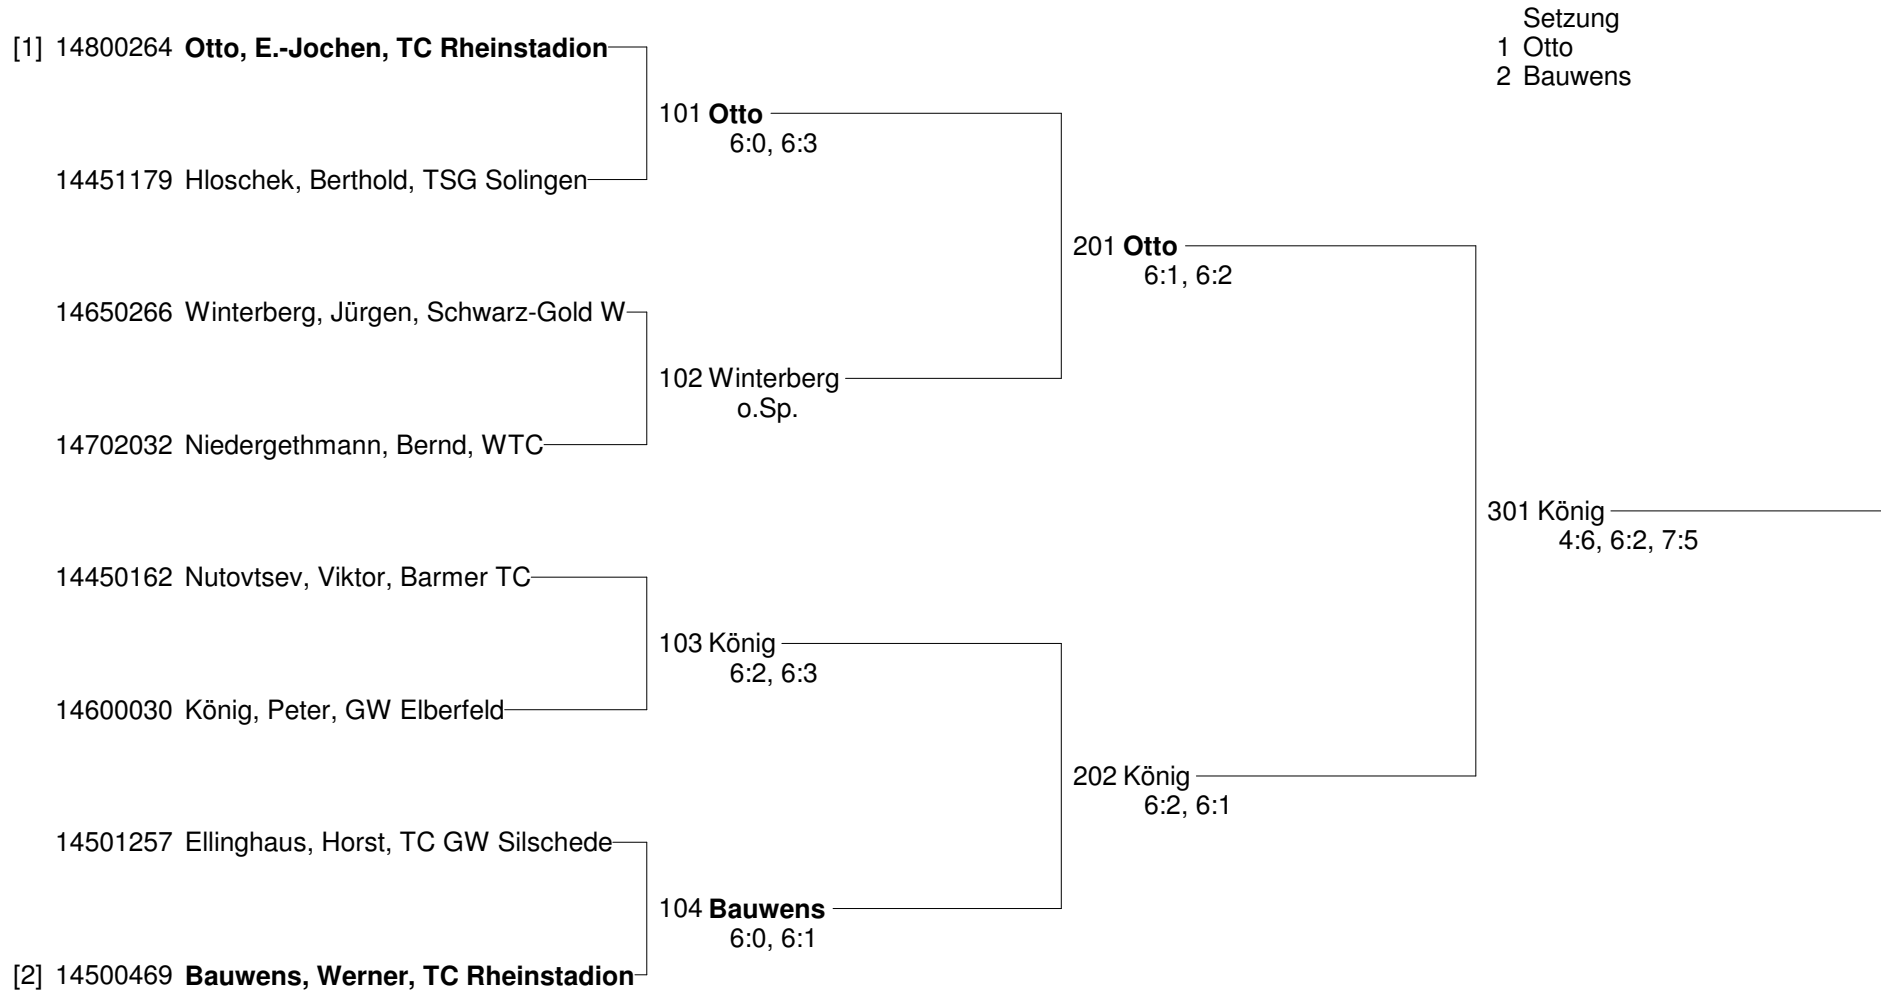 Setzung
1 Otto
2 Bauwens
[1] 14800264 Otto, E.-Jochen, TC Rheinstadion
101 Otto
6:0, 6:3
14451179 Hloschek, Berthold, TSG Solingen
201 Otto
6:1, 6:2
14650266 Winterberg, Jürgen, Schwarz-Gold W
102 Winterberg
o.Sp.
14702032 Niedergethmann, Bernd, WTC
301 König
4:6, 6:2, 7:5
14450162 Nutovtsev, Viktor, Barmer TC
103 König
6:2, 6:3
14600030 König, Peter, GW Elberfeld
202 König
6:2, 6:1
14501257 Ellinghaus, Horst, TC GW Silschede
104 Bauwens
6:0, 6:1
[2] 14500469 Bauwens, Werner, TC Rheinstadion